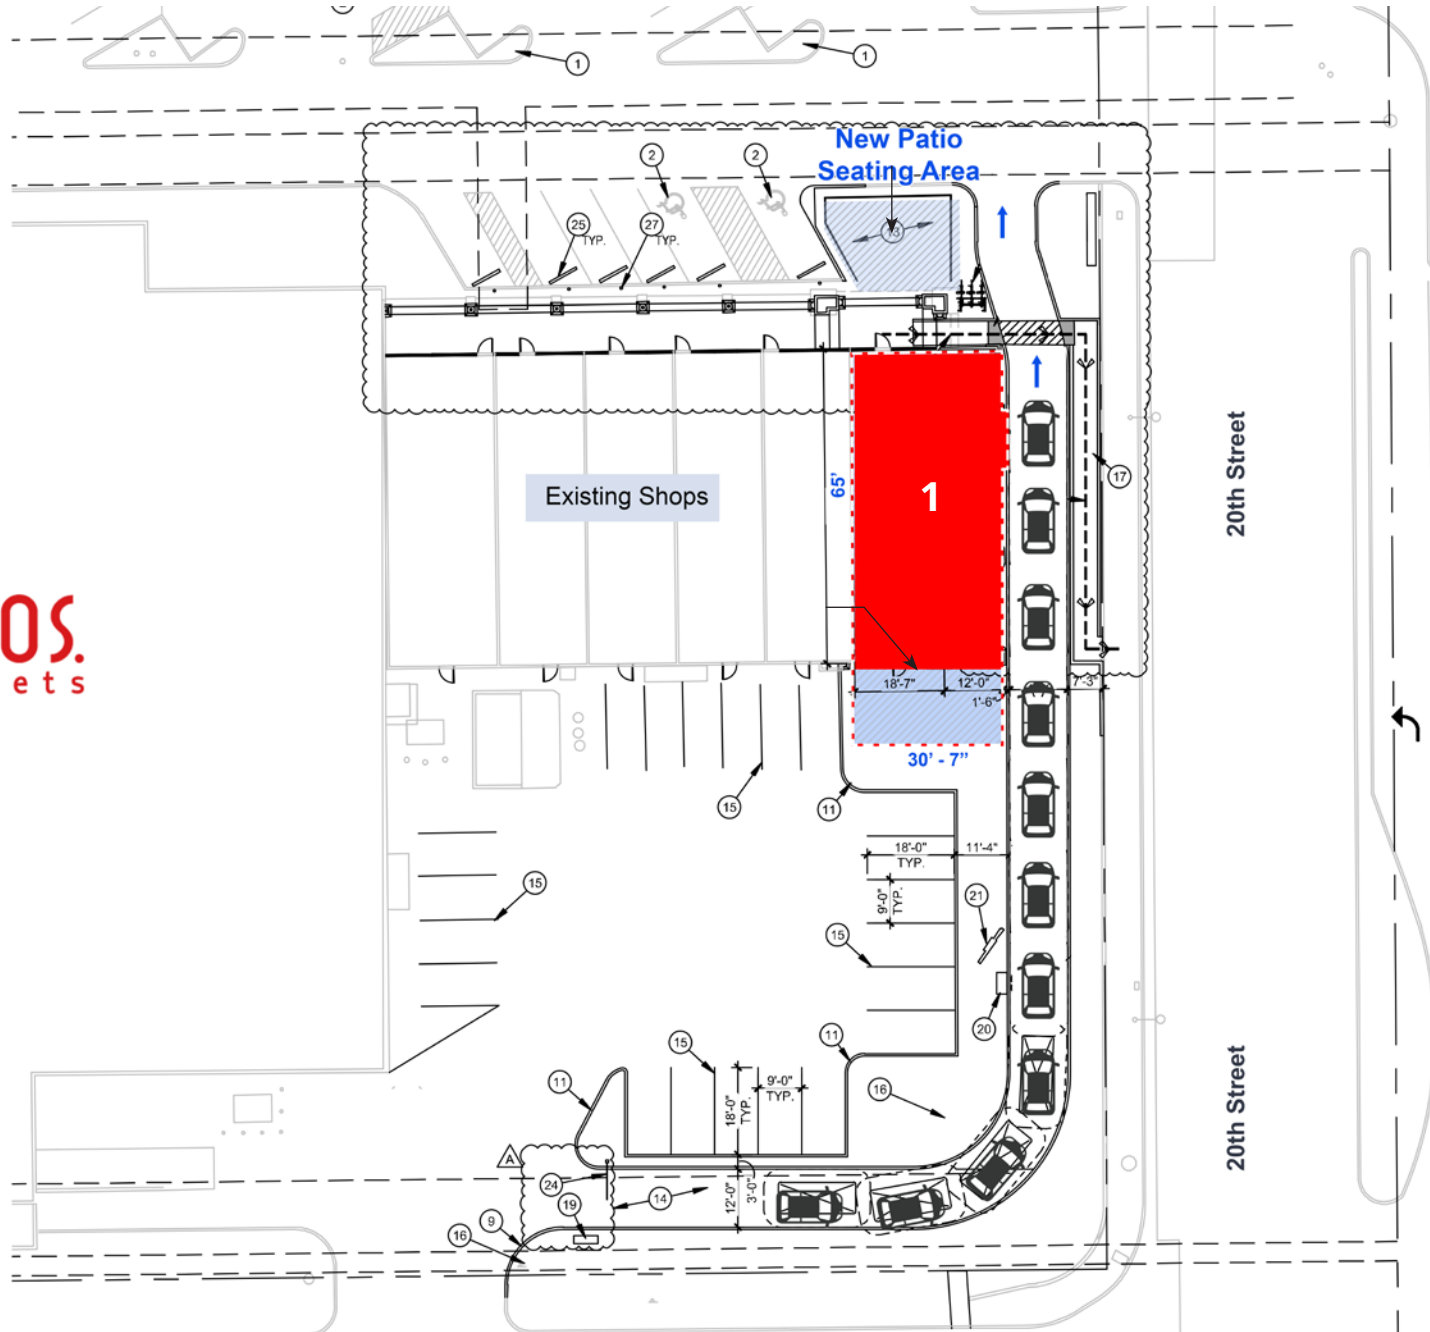 1
1
New Patio
Seating Area
2
2
25
TYP.
27
TYP.
13
17
20th Street
65'
1
Existing Shops
os.
ets
18'-7"
12'-0"
1'-6"
7'-3"
30' - 7"
15
11
18'-0"
TYP.
11'-4"
9'-0"
TYP.
15
21
15
20
11
15
11
9'-0"
TYP.
18'-0"
TYP.
16
20th Street
A
24
14
12'-0"
3'-0"
19
9
16